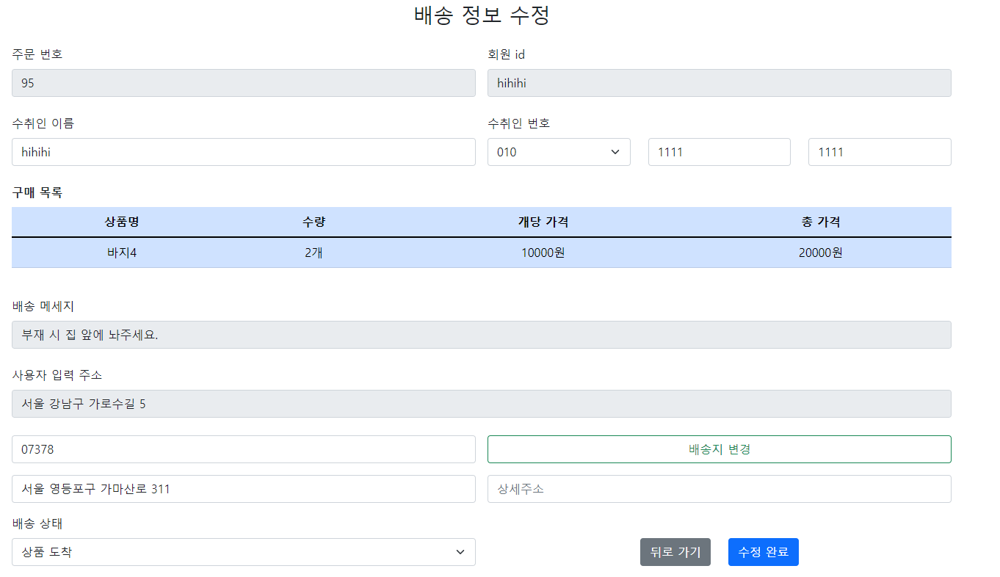 배송 정보 수정
주문 번호 회원 id
95 hihihi
수취인 이름 수취인 번호
hihihi 010 1111 1111
구매 목록
상품명 수량 개당 가격 총 가격
바지4 2개 10000원 20000원
배송 메세지
부재 시 집 앞에 놔주세요.
사용자 입력 주소
서울 강남구 가로수길 5
07378 배송지 변경
서울 영등포구 가마산로 311 상세주소
배송 상태
상품 도착 뒤로 가기 수정 완료